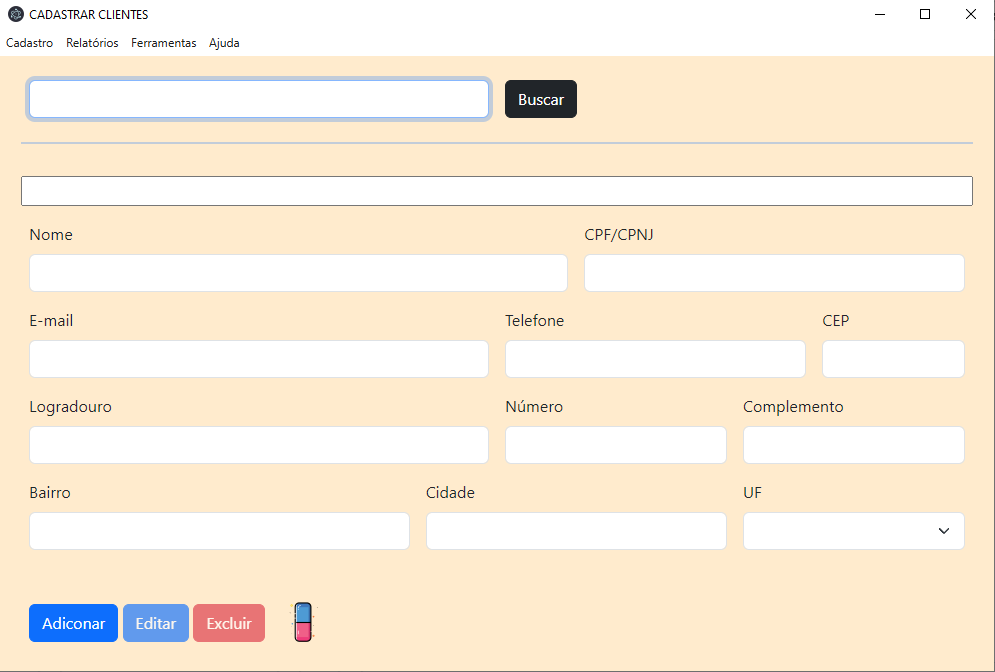 CADASTRAR CLIENTES
Cadastro Relatórios Ferramentas Ajuda
Buscar
Nome CPF/CPNJ
E-mail Telefone CEP
Logradouro Número Complemento
Bairro Cidade UF
Adiconar Editar Excluir